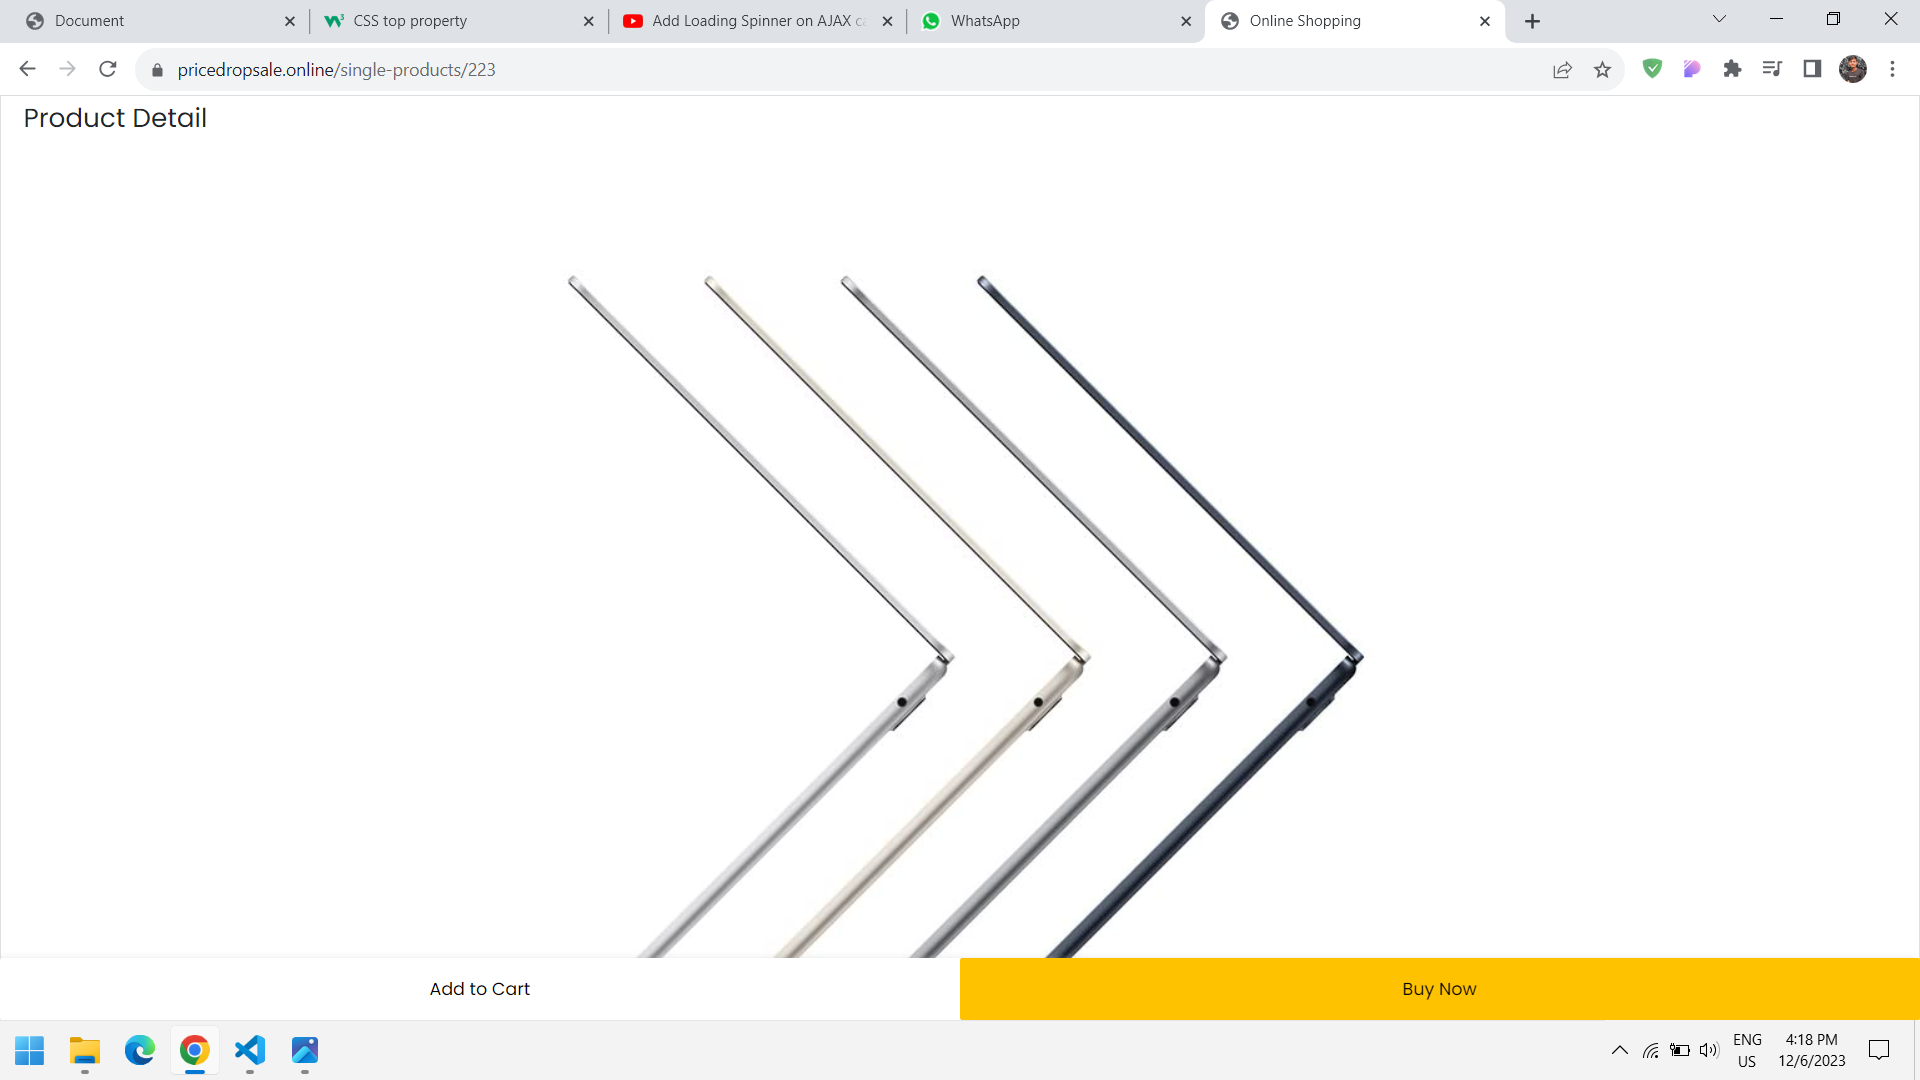 Document
CSS top property
Add Loading Spinner on AJAX ca
WhatsApp
Online Shopping
pricedropsale.online/single-products/223
Product Detail
Add to Cart
Buy Now
ENG
US
4:18 PM
12/6/2023